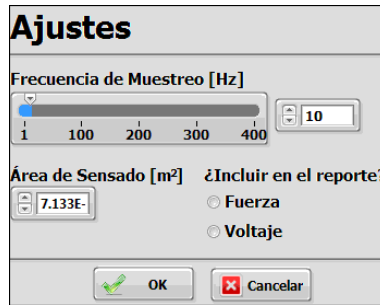 Ajustes
Frecuencia de Muestreo [Hz]
10
1 100 200 300 400
Área de Sensado [m²] ¿Incluir en el reporte?
7.133E-
Fuerza
Voltaje
OK Cancelar